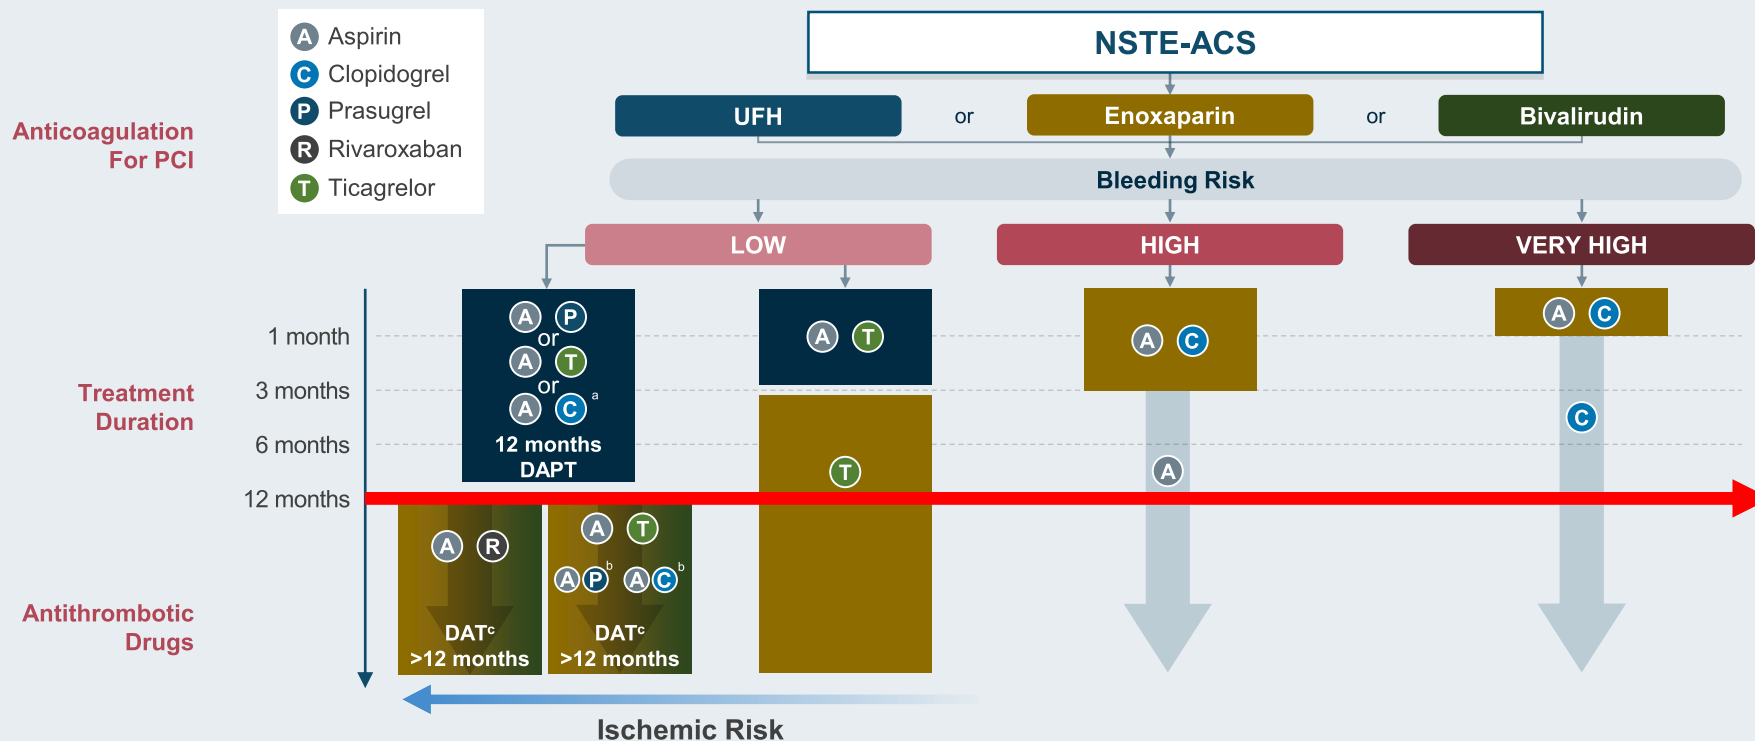 A Aspirin
C Clopidogrel
P Prasugrel
R Rivaroxaban
T Ticagrelor
NSTE-ACS
Anticoagulation
For PCI
UFH or Enoxaparin or Bivalirudin
Bleeding Risk
LOW HIGH VERY HIGH
Treatment
Duration
1 month
3 months
6 months
12 months
A P
or
A T
or
A C a
12 months
DAPT
A T
T
A C
A
A C
C
Antithrombotic
Drugs
A R
DATc
>12 months
A T
A P b A C b
DATc
>12 months
Ischemic Risk